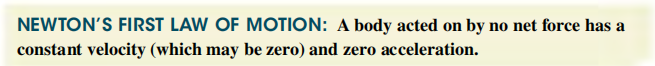 NEWTON'S FIRST LAW OF MOTION: A body acted on by no net force has a
constant velocity (which may be zero) and zero acceleration.